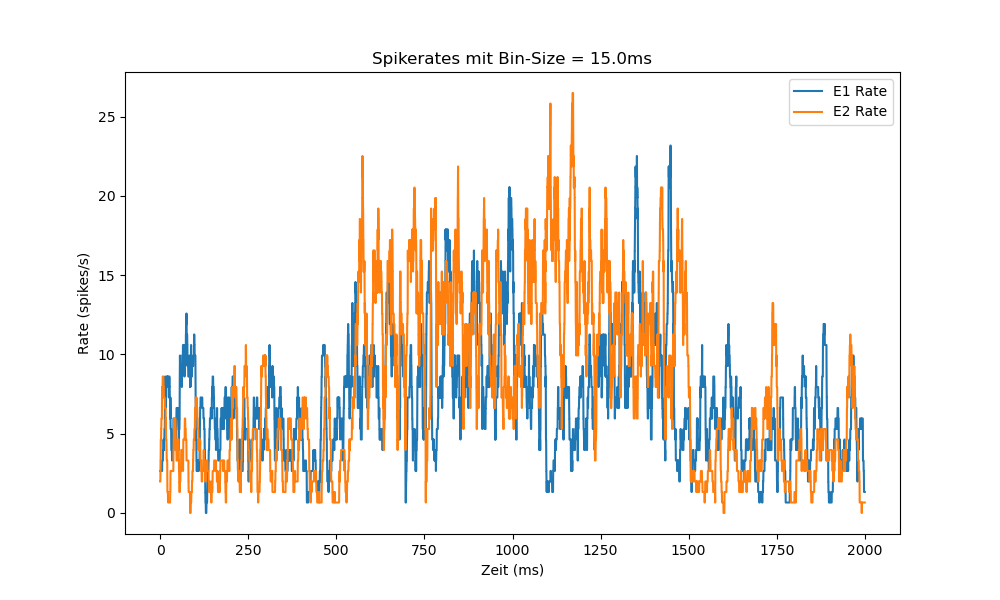 Spikerates mit Bin-Size = 15.0ms
E1 Rate
E2 Rate
Rate (spikes/s)
25
20
15
10
5
0
0 250 500 750 1000 1250 1500 1750 2000
Zeit (ms)